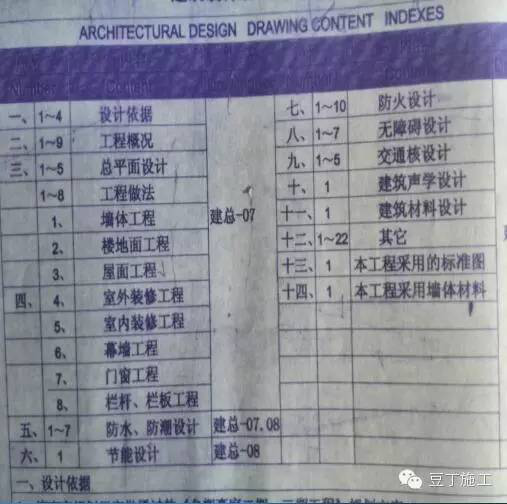 ARCHITECTURAL DESIGN DRAWING CONTENT INDEXES
一、 1~4 设计依据
二、 1~9 工程概况
三、 1~5 总平面设计
1~8 工程做法
1、 墙体工程 建总-07
2、 楼地面工程
3、 屋面工程
四、 4、 室外装修工程
5、 室内装修工程
6、 幕墙工程
7、 门窗工程
8、 栏杆、栏板工程
五、 1~7 防水、防潮设计 建总-07.08
六、 1 节能设计 建总-08
七、 1~10 防火设计
八、 1~7 无障碍设计
九、 1~5 交通核设计
十、 1 建筑声学设计
十一、 1 建筑材料设计
十二、 1~22 其它
十三、 1 本工程采用的标准图
十四、 1 本工程采用墙体材料
一、设计依据
豆丁施工